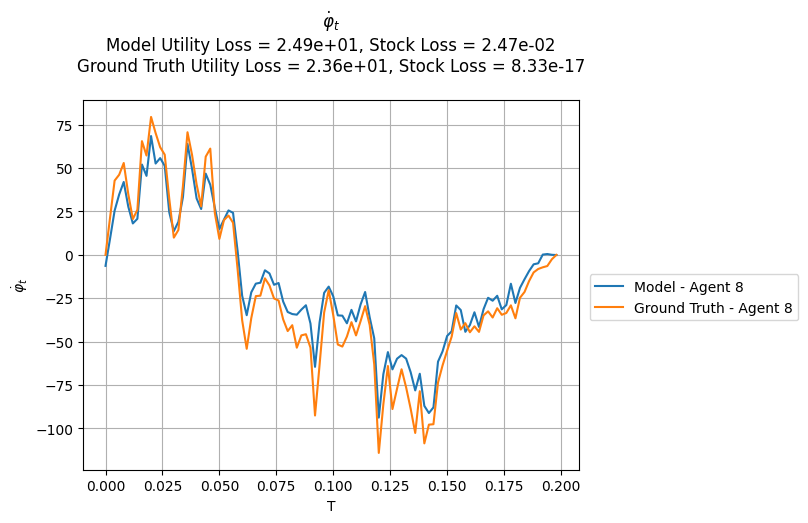 φ̇_t
Model Utility Loss = 2.49e+01, Stock Loss = 2.47e-02
Ground Truth Utility Loss = 2.36e+01, Stock Loss = 8.33e-17
75
50
25
0
−25
−50
−75
−100
φ̇_t
0.000 0.025 0.050 0.075 0.100 0.125 0.150 0.175 0.200
T
Model - Agent 8
Ground Truth - Agent 8